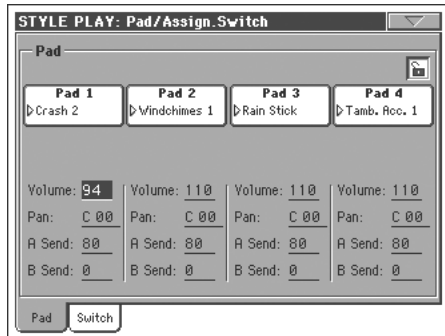 STYLE PLAY: Pad/Assign.Switch
Pad
Pad 1 Pad 2 Pad 3 Pad 4
Crash 2 Windchimes 1 Rain Stick Tamb. Acc. 1
Volume: 94 Volume: 110 Volume: 110 Volume: 110
Pan: C 00 Pan: C 00 Pan: C 00 Pan: C 00
A Send: 80 A Send: 80 A Send: 80 A Send: 80
B Send: 0 B Send: 0 B Send: 0 B Send: 0
Pad Switch